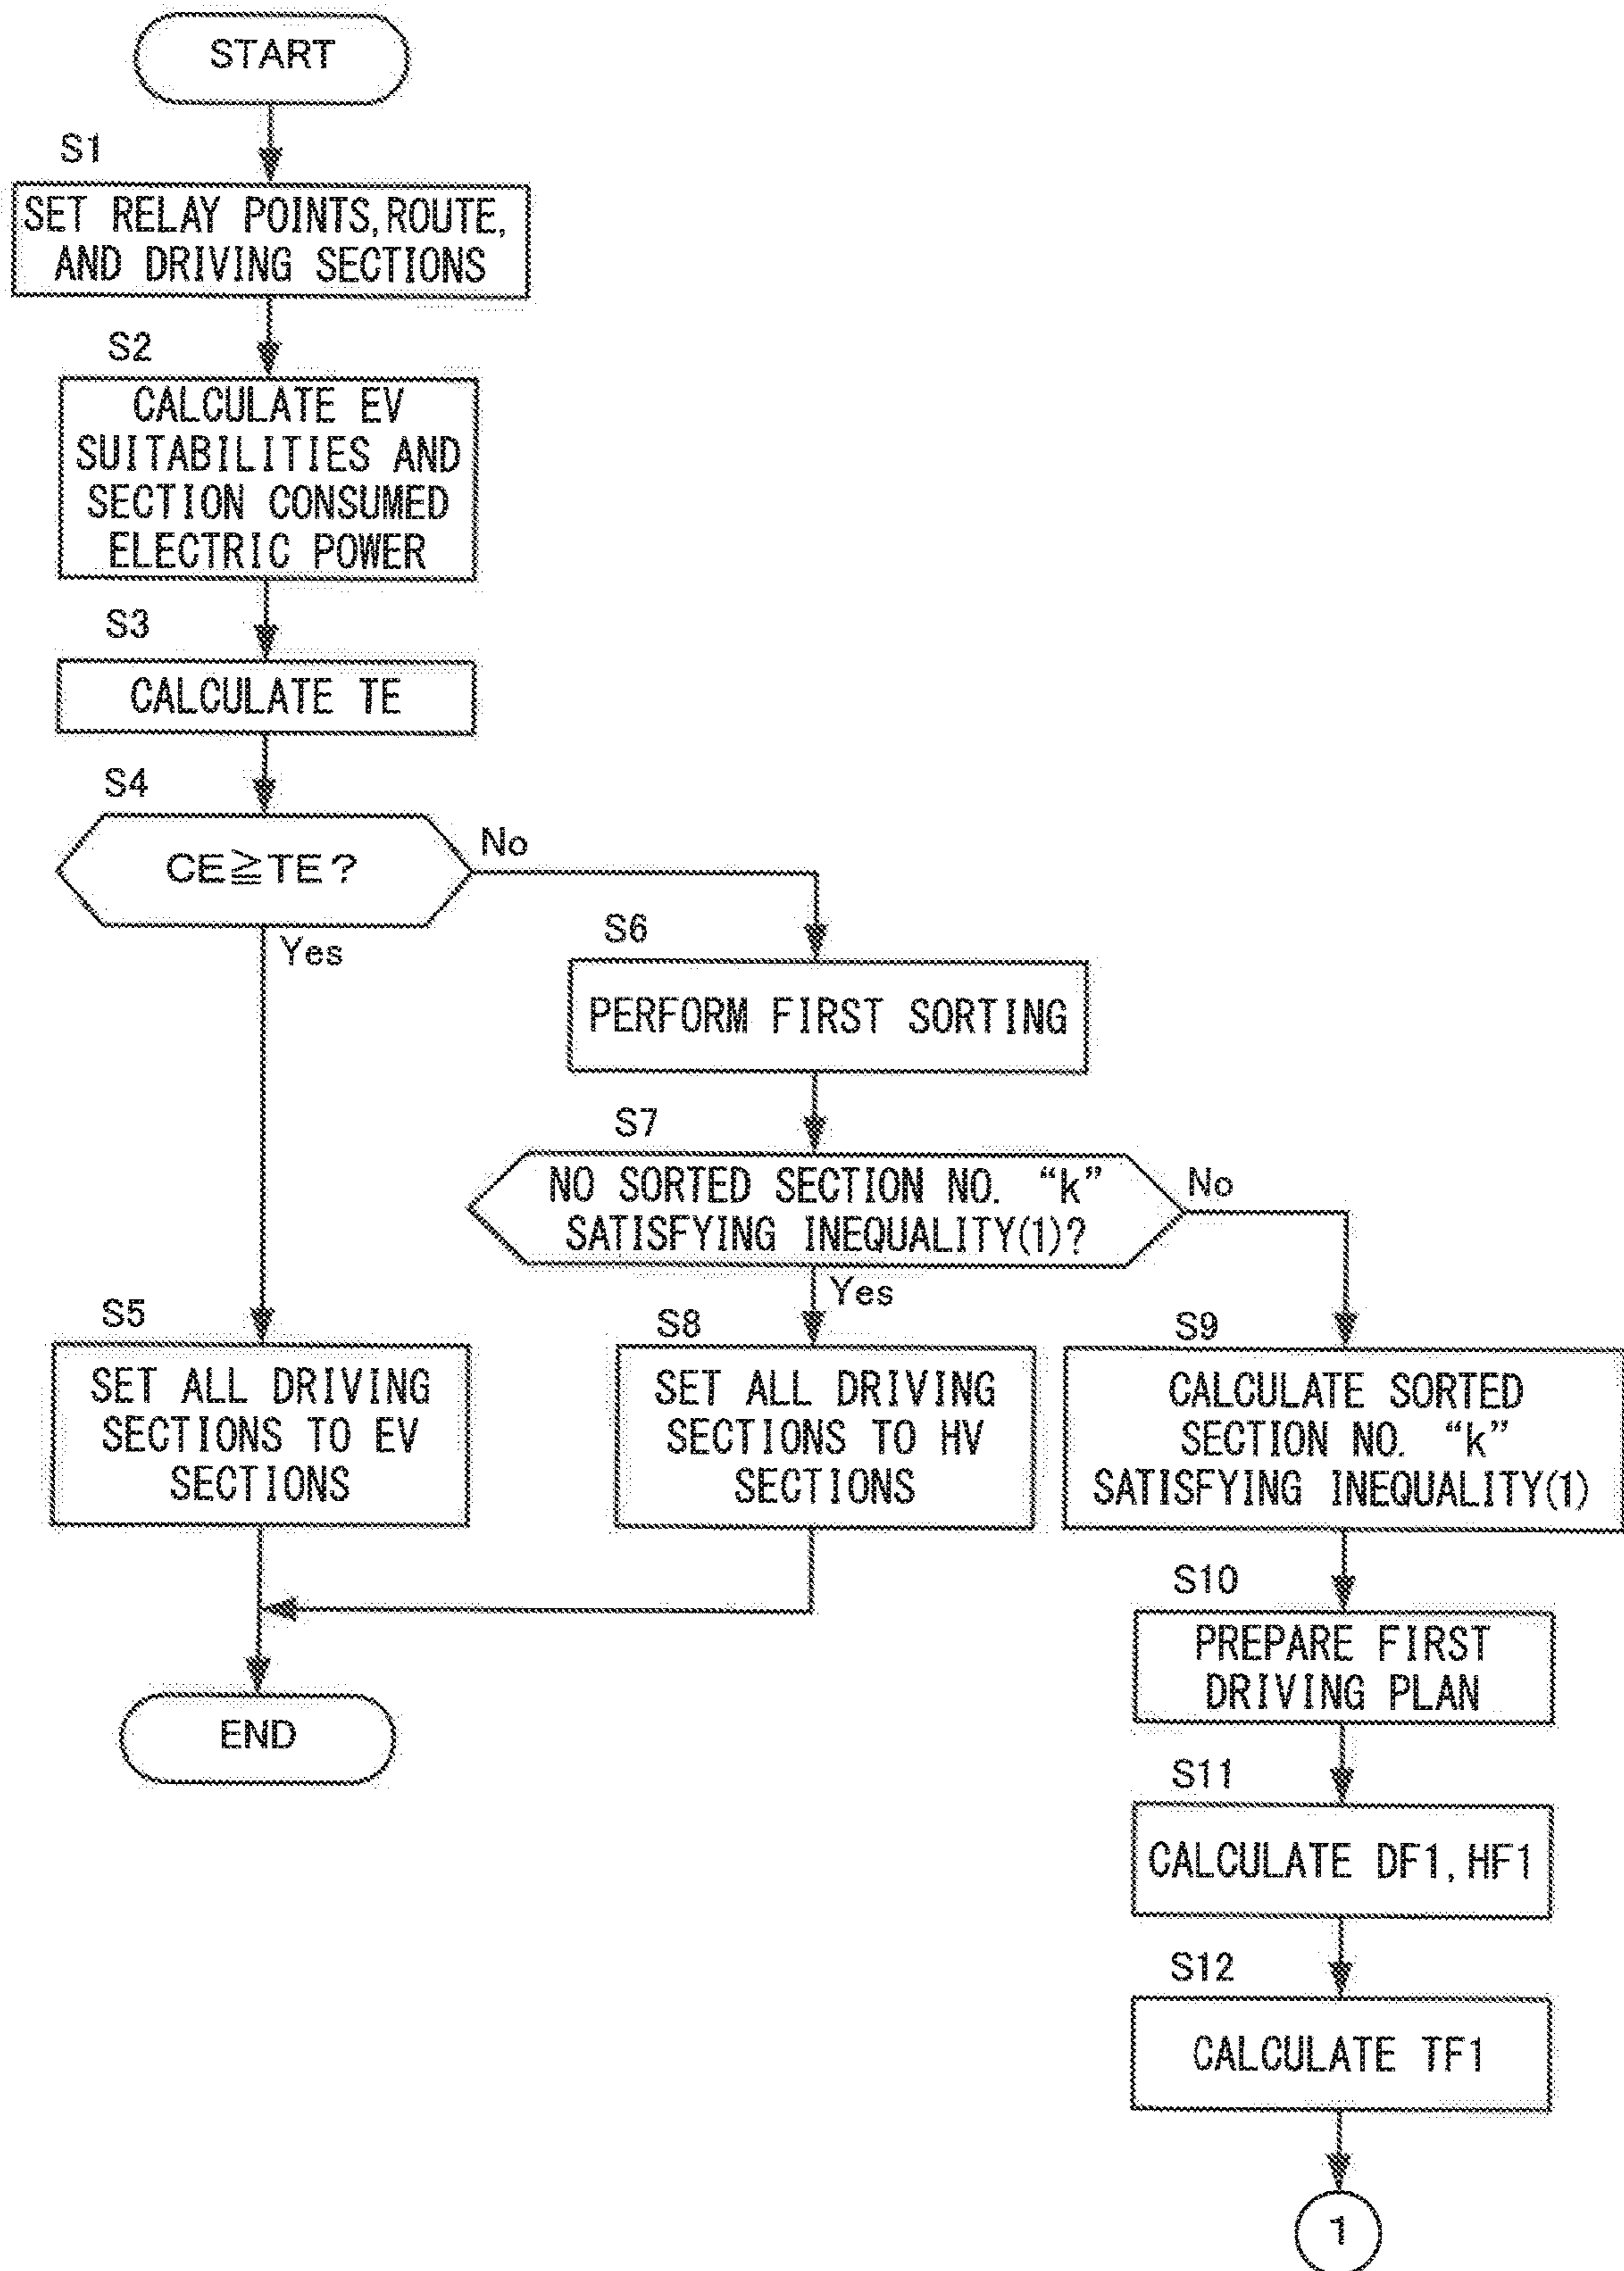 START
S1
SET RELAY POINTS, ROUTE,
AND DRIVING SECTIONS
S2
CALCULATE EV
SUITABILITIES AND
SECTION CONSUMED
ELECTRIC POWER
S3
CALCULATE TE
S4
CE≧TE?
No
Yes
S6
PERFORM FIRST SORTING
S7
NO SORTED SECTION NO. “k”
SATISFYING INEQUALITY(1)?
No
Yes
S5
SET ALL DRIVING
SECTIONS TO EV
SECTIONS
S8
SET ALL DRIVING
SECTIONS TO HV
SECTIONS
S9
CALCULATE SORTED
SECTION NO. “k”
SATISFYING INEQUALITY(1)
S10
PREPARE FIRST
DRIVING PLAN
END
S11
CALCULATE DF1, HF1
S12
CALCULATE TF1
1